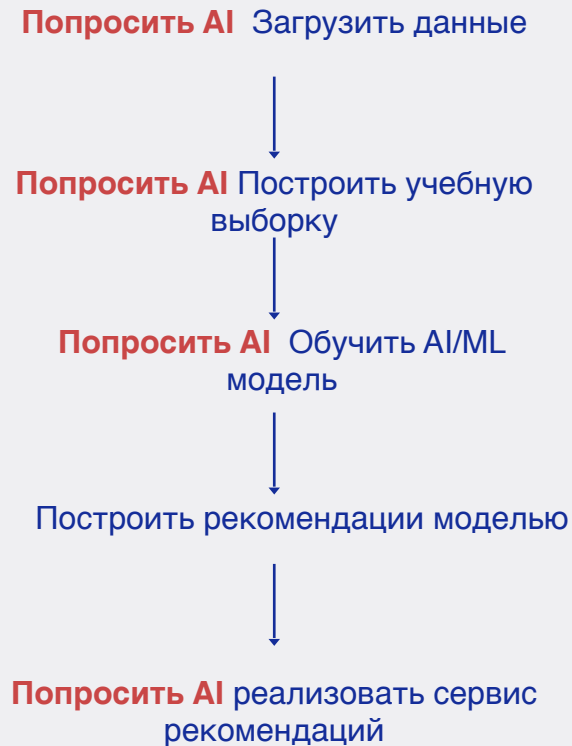 Попросить AI Загрузить данные
Попросить AI Построить учебную
выборку
Попросить AI Обучить AI/ML
модель
Построить рекомендации моделью
Попросить AI реализовать сервис
рекомендаций